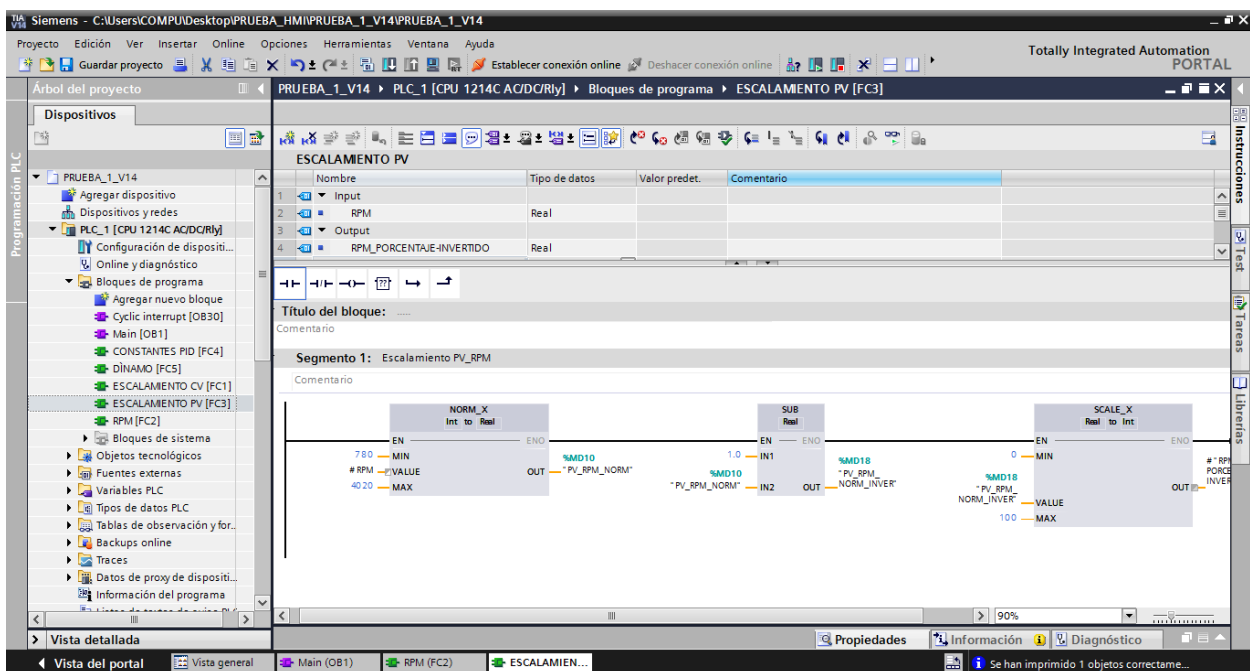 TIA V14 Siemens - C:\Users\COMPU\Desktop\PRUEBA_HMI\PRUEBA_1_V14\PRUEBA_1_V14
Proyecto Edición Ver Insertar Online Opciones Herramientas Ventana Ayuda
Totally Integrated Automation
PORTAL
Guardar proyecto
Establecer conexión online
Deshacer conexión online
Árbol del proyecto
PRUEBA_1_V14 PLC_1 [CPU 1214C AC/DC/Rly] Bloques de programa ESCALAMIENTO PV [FC3]
Dispositivos
Programación PLC
PRUEBA_1_V14
Agregar dispositivo
Dispositivos y redes
PLC_1 [CPU 1214C AC/DC/Rly]
Configuración de dispositi...
Online y diagnóstico
Bloques de programa
Agregar nuevo bloque
Cyclic interrupt [OB30]
Main [OB1]
CONSTANTES PID [FC4]
DÌNAMO [FC5]
ESCALAMIENTO CV [FC1]
ESCALAMIENTO PV [FC3]
RPM [FC2]
Bloques de sistema
Objetos tecnológicos
Fuentes externas
Variables PLC
Tipos de datos PLC
Tablas de observación y for..
Backups online
Traces
Datos de proxy de dispositi...
Información del programa
Vista detallada
ESCALAMIENTO PV
Nombre Tipo de datos Valor predet. Comentario
1 Input
2 RPM Real
3 Output
4 RPM_PORCENTAJE-INVERTIDO Real
??
Título del bloque: .....
Comentario
Segmento 1: Escalamiento PV_RPM
Comentario
NORM_X
Int to Real
EN ENO
780 MIN
#RPM VALUE
4020 MAX
%MD10
OUT "PV_RPM_NORM"
SUB
Real
EN ENO
1.0 IN1
%MD10
"PV_RPM_NORM" IN2
%MD18
"PV_RPM_
OUT NORM_INVER"
SCALE_X
Real to Int
EN ENO
0 MIN
%MD18
"PV_RPM_
NORM_INVER" VALUE
100 MAX
#"RPM
PORCE
INVER
OUT
90%
Propiedades Información Diagnóstico
Instrucciones
Test
Tareas
Librerías
Vista del portal Vista general Main (OB1) RPM (FC2) ESCALAMIEN...
Se han imprimido 1 objetos correctame...